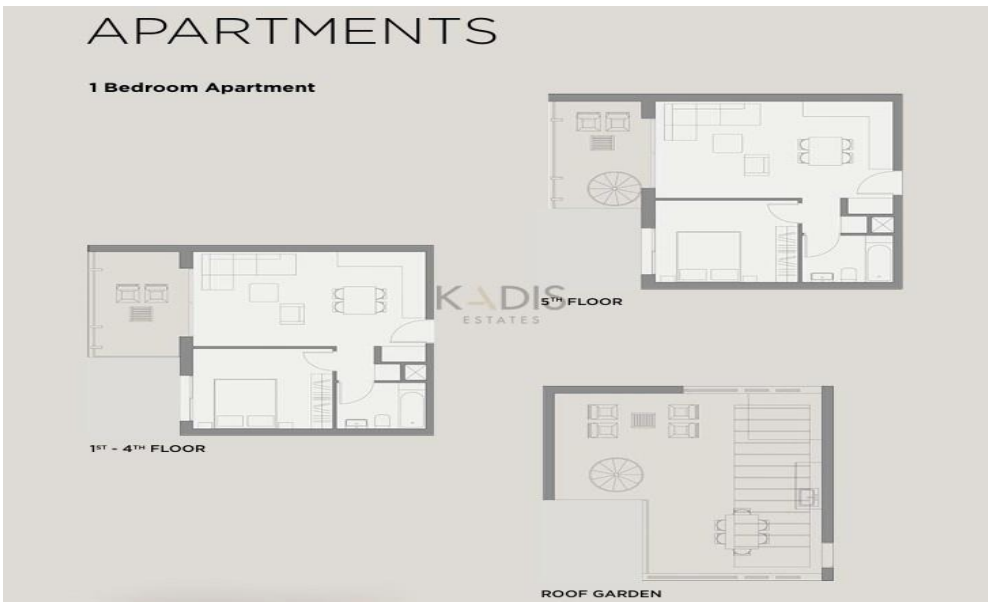 APARTMENTS
1 Bedroom Apartment
5TH FLOOR
KADIS
ESTATES
1ST - 4TH FLOOR
ROOF GARDEN